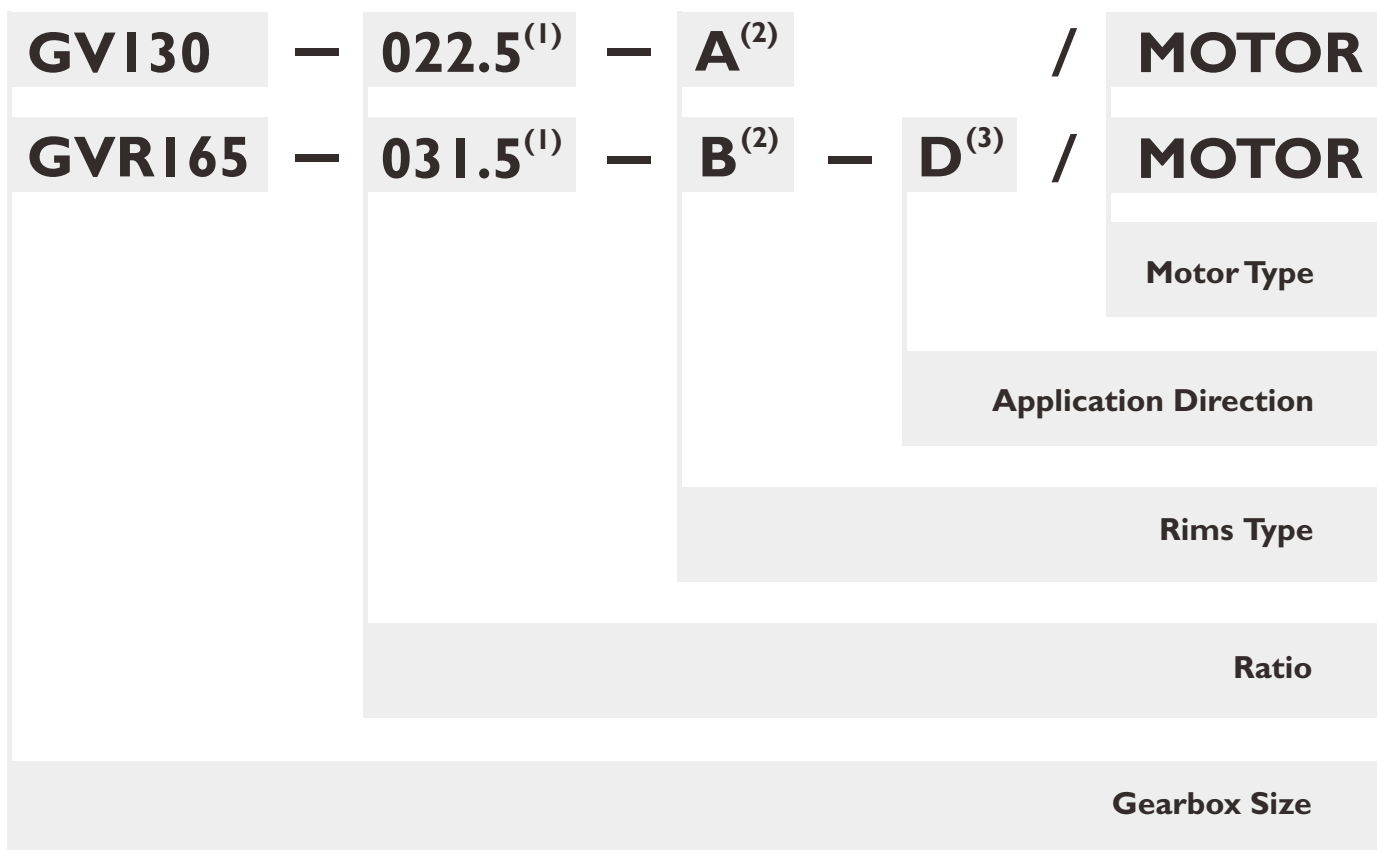 GV130 — 022.5(1) — A(2) / MOTOR
GVR165 — 031.5(1) — B(2) — D(3) / MOTOR
Motor Type
Application Direction
Rims Type
Ratio
Gearbox Size